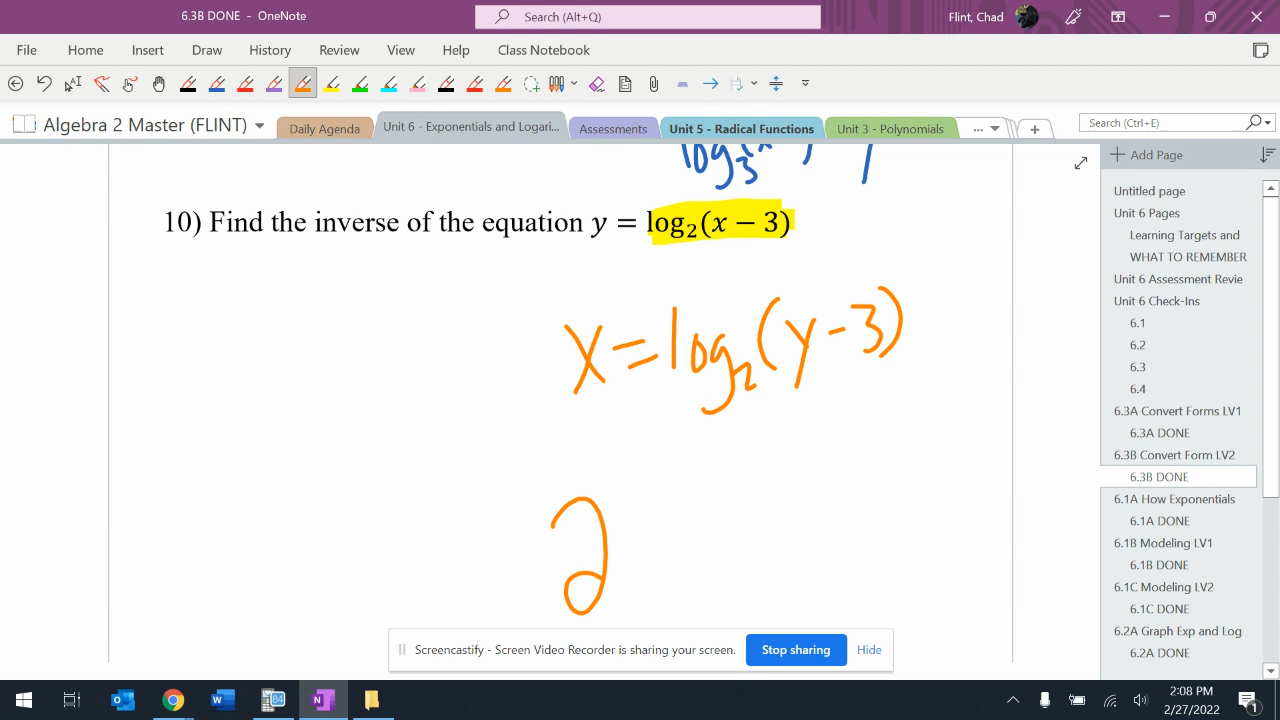 6.3B DONE - OneNote
Search (Alt+Q)
Flint, Chad
File Home Insert Draw History Review View Help Class Notebook
Algebra 2 Master (FLINT)
Daily Agenda
Unit 6 - Exponentials and Logari...
Assessments
Unit 5 - Radical Functions
Unit 3 - Polynomials
...
+
Search (Ctrl+E)
Add Page
Untitled page
Unit 6 Pages
Learning Targets and
WHAT TO REMEMBER
Unit 6 Assessment Revie
Unit 6 Check-Ins
6.1
6.2
6.3
6.4
6.3A Convert Forms LV1
6.3A DONE
6.3B Convert Form LV2
6.3B DONE
6.1A How Exponentials
6.1A DONE
6.1B Modeling LV1
6.1B DONE
6.1C Modeling LV2
6.1C DONE
6.2A Graph Exp and Log
6.2A DONE
log₃(x
10) Find the inverse of the equation y = log₂(x − 3)
x = log₂(y - 3)
2
Screencastify - Screen Video Recorder is sharing your screen.
Stop sharing
Hide
2:08 PM
2/27/2022
1